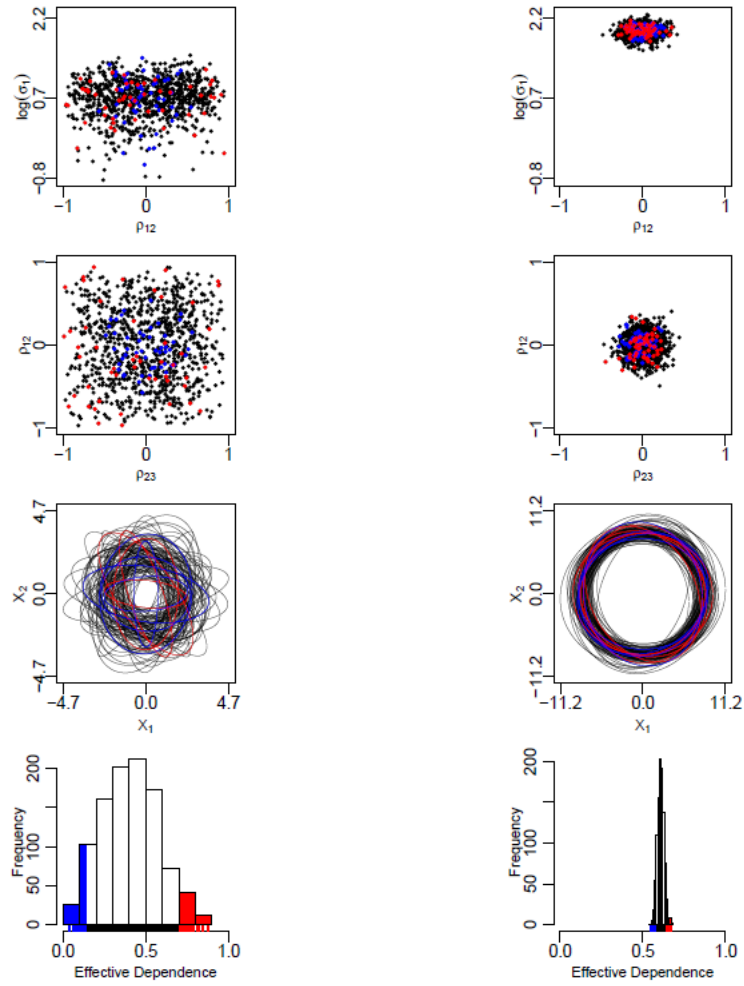 2.2
0.7
−0.8
log(σ₁)
−1 0 1
ρ₁₂
2.2
0.7
−0.8
log(σ₁)
−1 0 1
ρ₁₂
1
0
−1
ρ₁₂
−1 0 1
ρ₂₃
1
0
−1
ρ₁₂
−1 0 1
ρ₂₃
4.7
0.0
−4.7
X₂
−4.7 0.0 4.7
X₁
11.2
0.0
−11.2
X₂
−11.2 0.0 11.2
X₁
200
100
50
0
Frequency
0.0 0.5 1.0
Effective Dependence
200
100
50
0
Frequency
0.0 0.5 1.0
Effective Dependence